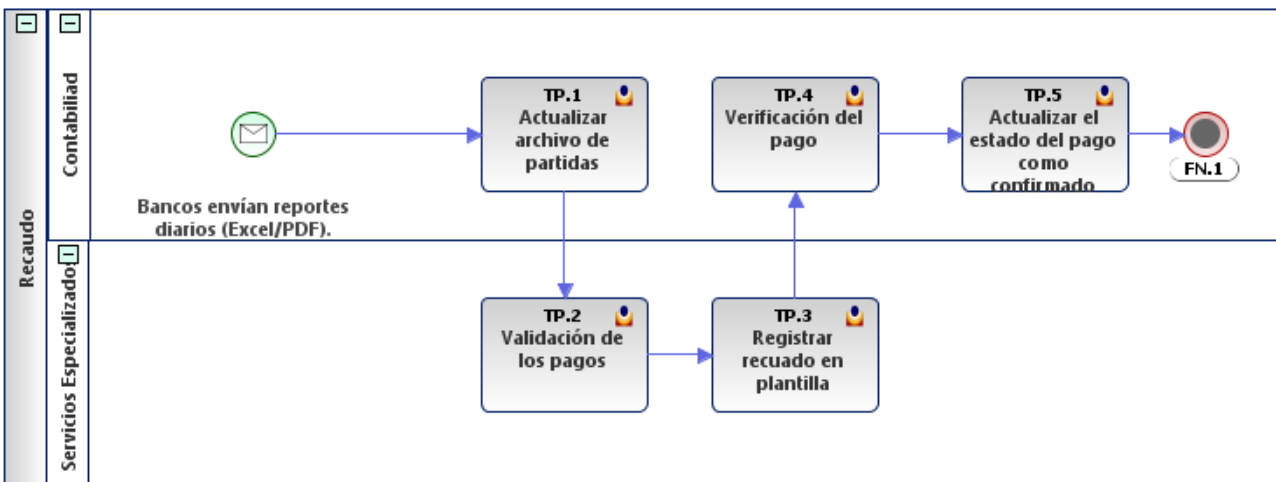 Recaudo
Contabiliad
Bancos envían reportes
diarios (Excel/PDF).
TP.1
Actualizar
archivo de
partidas
TP.4
Verificación del
pago
TP.5
Actualizar el
estado del pago
como
confirmado
FN.1
Servicios Especializados
TP.2
Validación de
los pagos
TP.3
Registrar
recuado en
plantilla